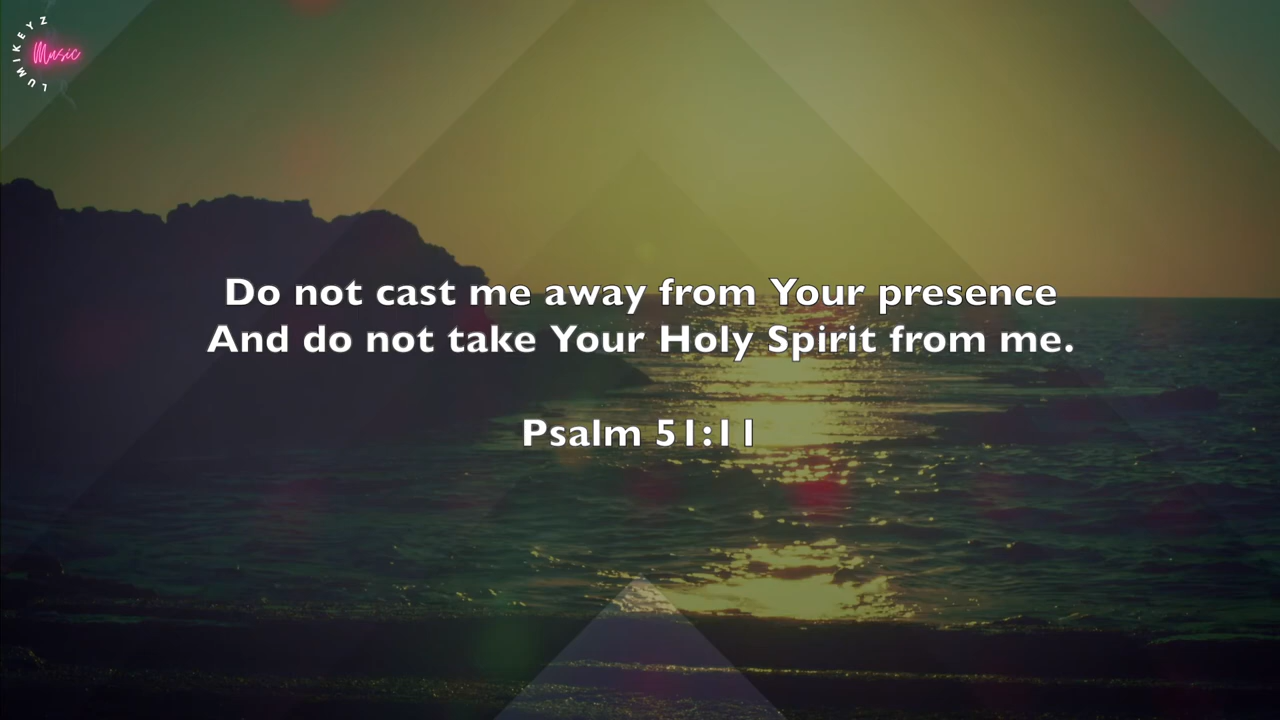 LUMIKEYZ
Music
Do not cast me away from Your presence
And do not take Your Holy Spirit from me.
Psalm 51:11